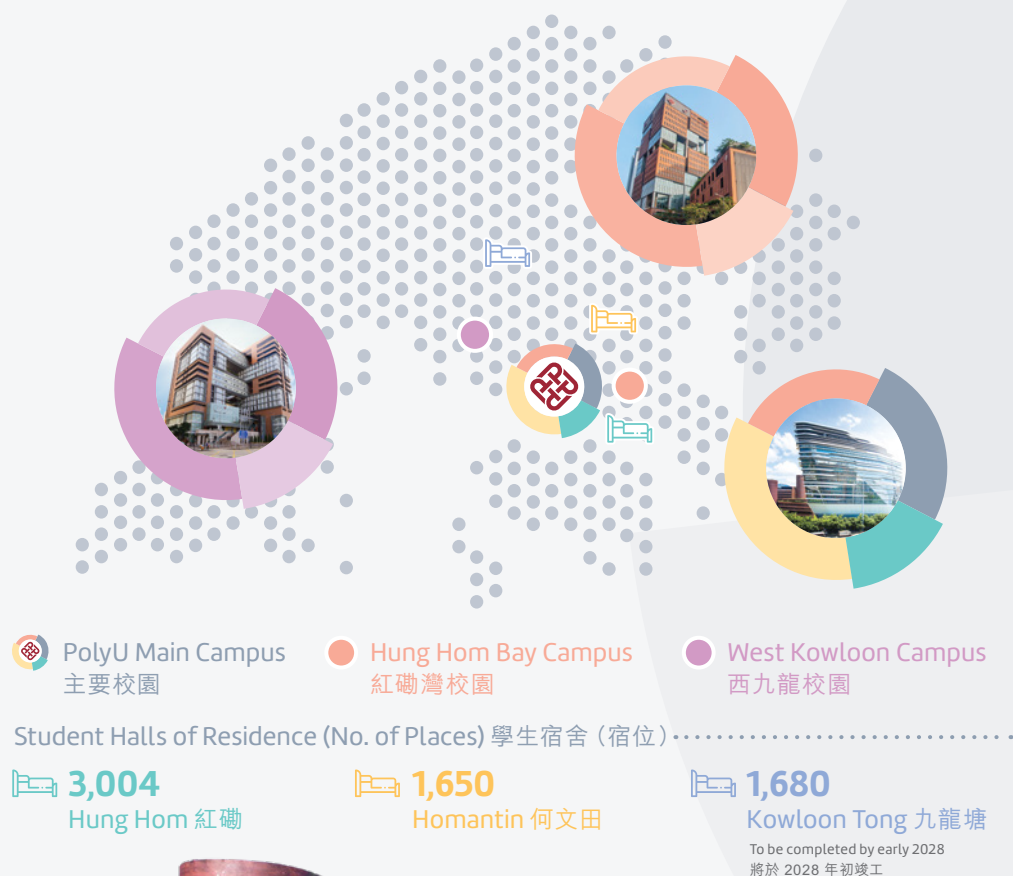 PolyU Main Campus
主要校園
Hung Hom Bay Campus
紅磡灣校園
West Kowloon Campus
西九龍校園
Student Halls of Residence (No. of Places) 學生宿舍（宿位）
3,004
Hung Hom 紅磡
1,650
Homantin 何文田
1,680
Kowloon Tong 九龍塘
To be completed by early 2028
將於 2028 年初竣工